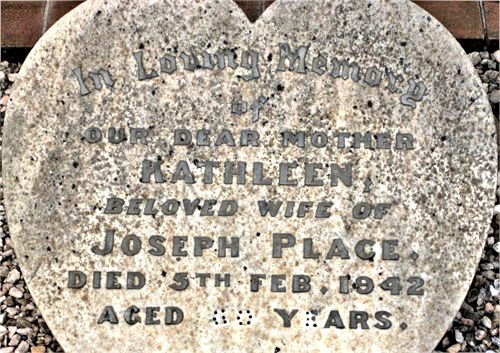 In Loving Memory
of
OUR DEAR MOTHER
KATHLEEN,
BELOVED WIFE OF
JOSEPH PLACE,
DIED 5TH FEB. 1942
AGED YEARS.